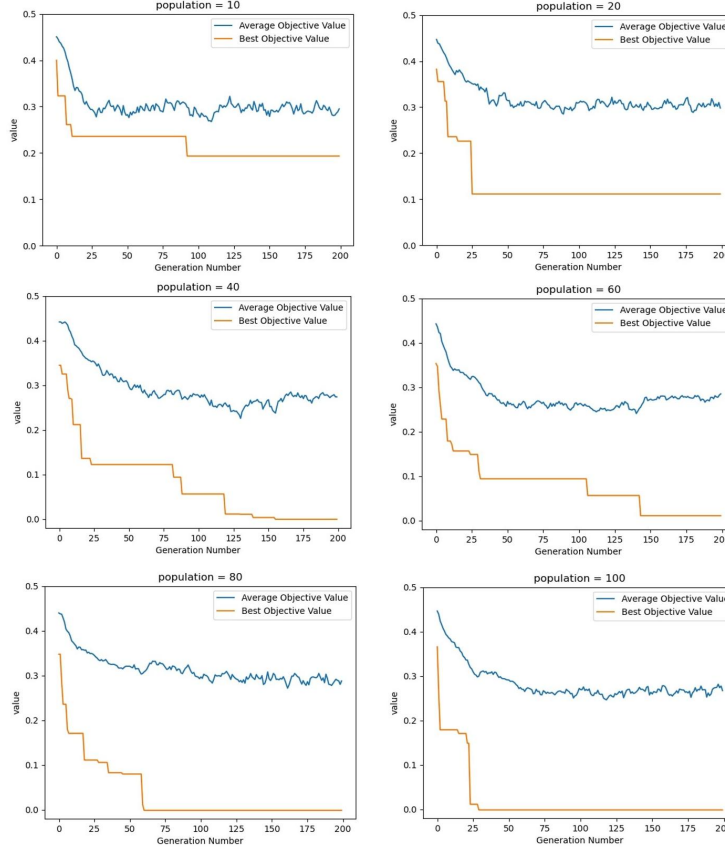 population = 10
0.5
0.4
0.3
0.2
0.1
0.0
value
Average Objective Value
Best Objective Value
0 25 50 75 100 125 150 175 200
Generation Number
population = 20
0.5
0.4
0.3
0.2
0.1
0.0
value
Average Objective Value
Best Objective Value
0 25 50 75 100 125 150 175
Generation Number
population = 40
0.5
0.4
0.3
0.2
0.1
0.0
value
Average Objective Value
Best Objective Value
0 25 50 75 100 125 150 175 200
Generation Number
population = 60
0.5
0.4
0.3
0.2
0.1
0.0
value
Average Objective Value
Best Objective Value
0 25 50 75 100 125 150 175
Generation Number
population = 80
0.5
0.4
0.3
0.2
0.1
0.0
value
Average Objective Value
Best Objective Value
0 25 50 75 100 125 150 175 200
Generation Number
population = 100
0.5
0.4
0.3
0.2
0.1
0.0
value
Average Objective Value
Best Objective Value
0 25 50 75 100 125 150 175
Generation Number